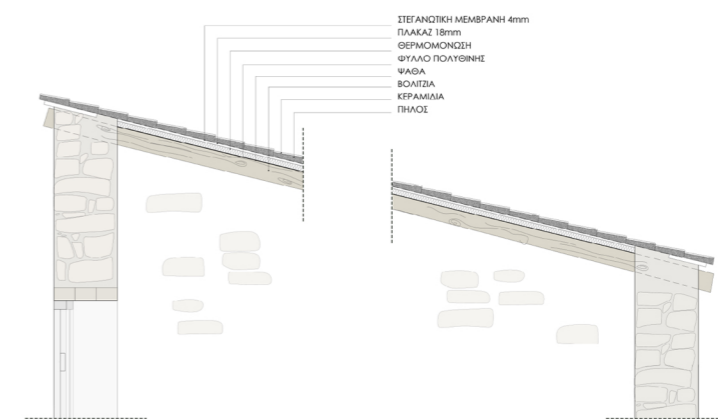 ΣΤΕΓΑΝΩΤΙΚΗ ΜΕΜΒΡΑΝΗ 4mm
ΠΛΑΚΑΖ 18mm
ΘΕΡΜΟΜΟΝΩΣΗ
ΦΥΛΛΟ ΠΟΛΥΘΙΝΗΣ
ΨΑΘΑ
ΒΟΛΙΤΖΙΑ
ΚΕΡΑΜΙΔΙΑ
ΠΗΛΟΣ